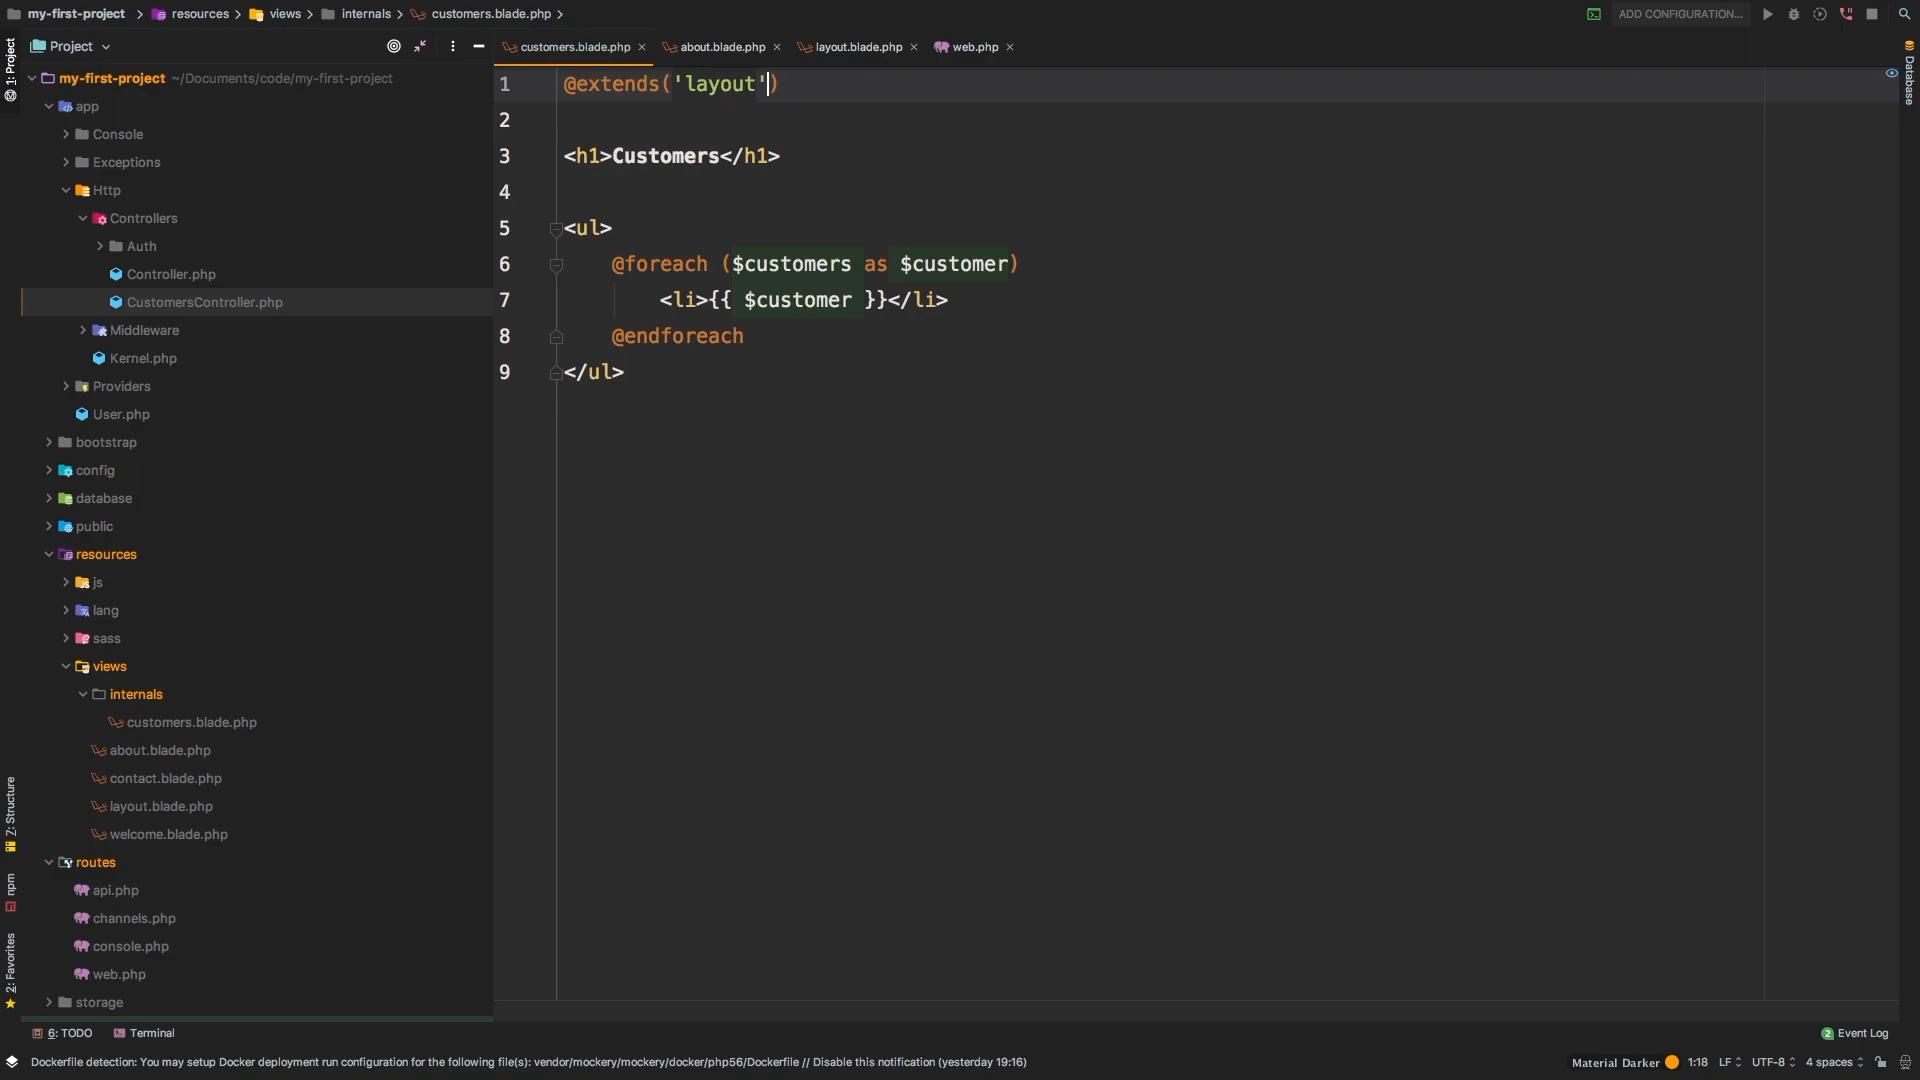 my-first-project > resources > views > internals > customers.blade.php >
ADD CONFIGURATION...
Project
customers.blade.php
about.blade.php
layout.blade.php
web.php
1: Project
Database
my-first-project ~/Documents/code/my-first-project
app
Console
Exceptions
Http
Controllers
Auth
Controller.php
CustomersController.php
Middleware
Kernel.php
Providers
User.php
bootstrap
config
database
public
resources
js
lang
sass
views
internals
customers.blade.php
about.blade.php
contact.blade.php
layout.blade.php
welcome.blade.php
routes
api.php
channels.php
console.php
web.php
storage
1 @extends('layout')
2
3 <h1>Customers</h1>
4
5 <ul>
6 @foreach ($customers as $customer)
7 <li>{{ $customer }}</li>
8 @endforeach
9 </ul>
Z: Structure
npm
2: Favorites
6: TODO
Terminal
2 Event Log
Dockerfile detection: You may setup Docker deployment run configuration for the following file(s): vendor/mockery/mockery/docker/php56/Dockerfile // Disable this notification (yesterday 19:16)
Material Darker 1:18 LF UTF-8 4 spaces